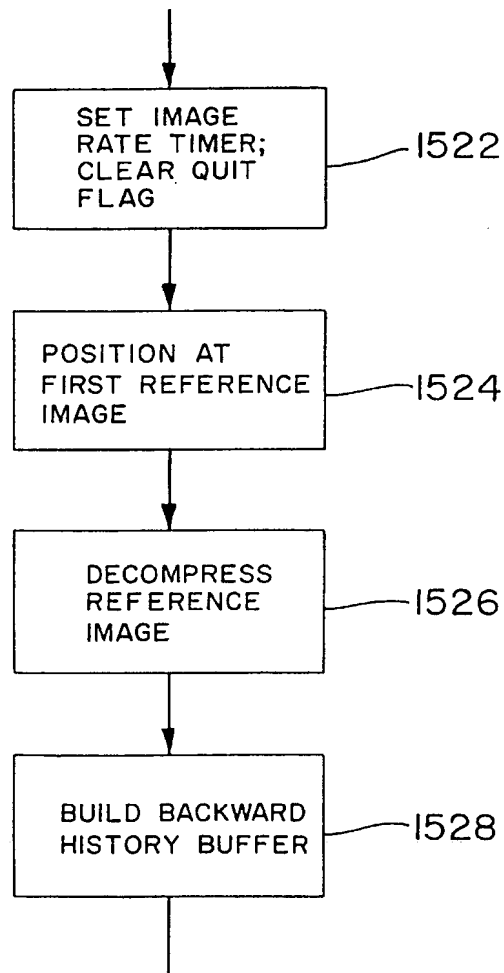 SET IMAGE
RATE TIMER;
CLEAR QUIT
FLAG
1522
POSITION AT
FIRST REFERENCE
IMAGE
1524
DECOMPRESS
REFERENCE
IMAGE
1526
BUILD BACKWARD
HISTORY BUFFER
1528